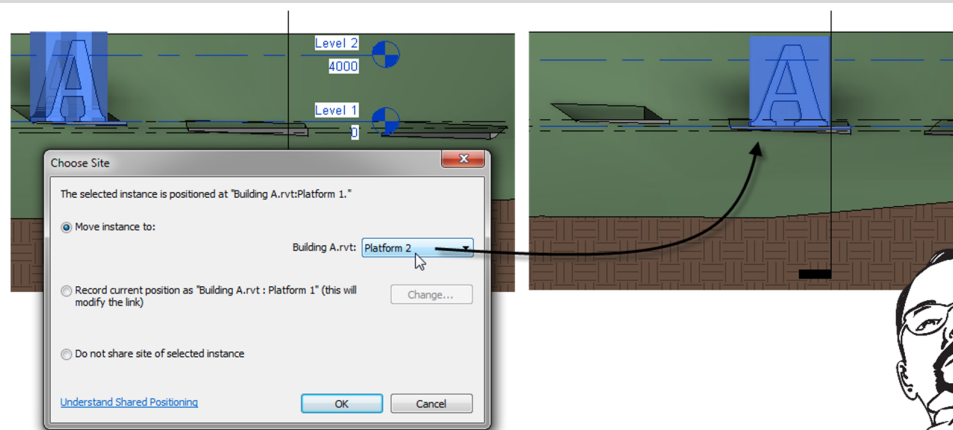 A
Level 2
4000
Level 1
0
A
Choose Site
The selected instance is positioned at "Building A.rvt:Platform 1."
Move instance to:
Building A.rvt: Platform 2
Record current position as "Building A.rvt : Platform 1" (this will
modify the link)
Change...
Do not share site of selected instance
Understand Shared Positioning
OK
Cancel